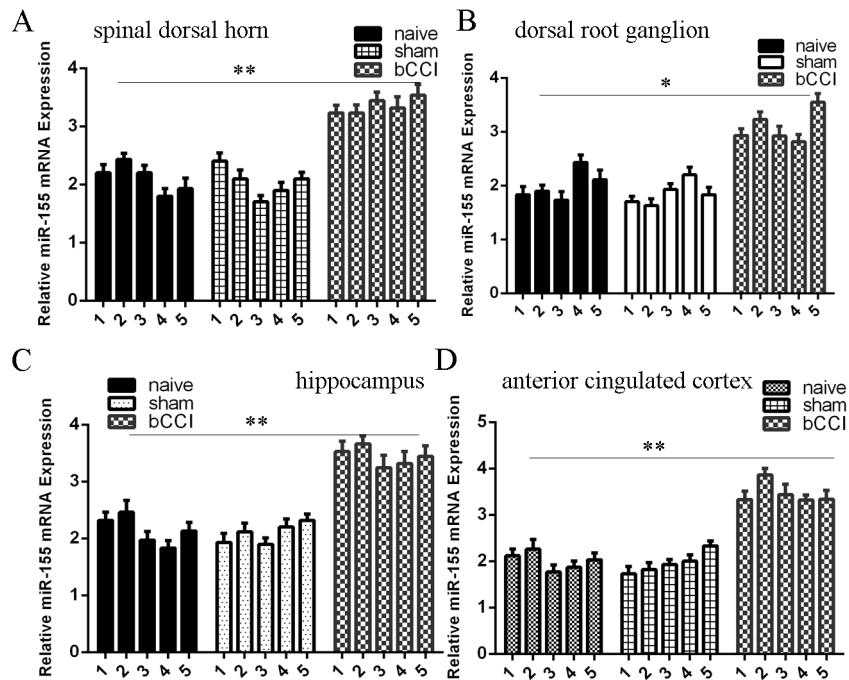 A
spinal dorsal horn
naive
sham
bCCI
**
Relative miR-155 mRNA Expression
4
3
2
1
0
1 2 3 4 5 1 2 3 4 5 1 2 3 4 5
B
dorsal root ganglion
naive
sham
bCCI
*
Relative miR-155 mRNA Expression
4
3
2
1
0
1 2 3 4 5 1 2 3 4 5 1 2 3 4 5
C
hippocampus
naive
sham
bCCI
**
Relative miR-155 mRNA Expression
4
3
2
1
0
1 2 3 4 5 1 2 3 4 5 1 2 3 4 5
D
anterior cingulated cortex
naive
sham
bCCI
**
Relative miR-155 mRNA Expression
5
4
3
2
1
0
1 2 3 4 5 1 2 3 4 5 1 2 3 4 5